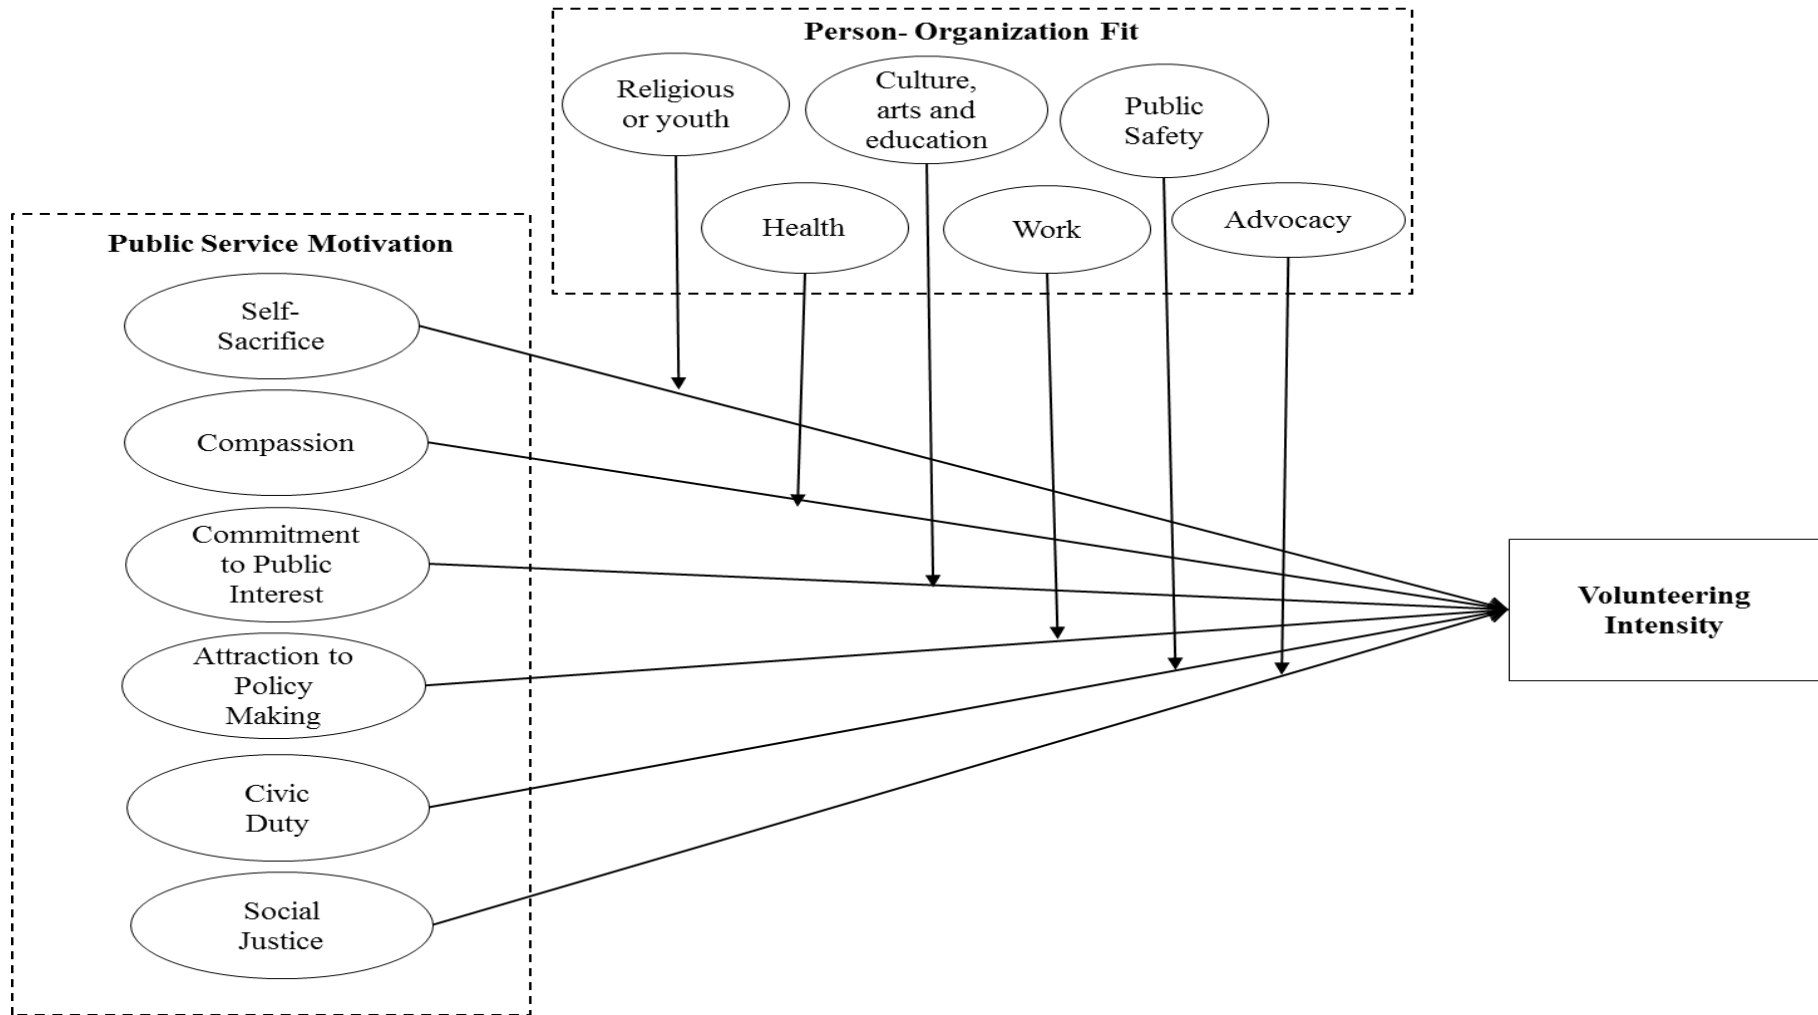 Person- Organization Fit
Religious
or youth
Culture,
arts and
education
Public
Safety
Health
Work
Advocacy
Public Service Motivation
Self-
Sacrifice
Compassion
Commitment
to Public
Interest
Attraction to
Policy
Making
Civic
Duty
Social
Justice
Volunteering
Intensity